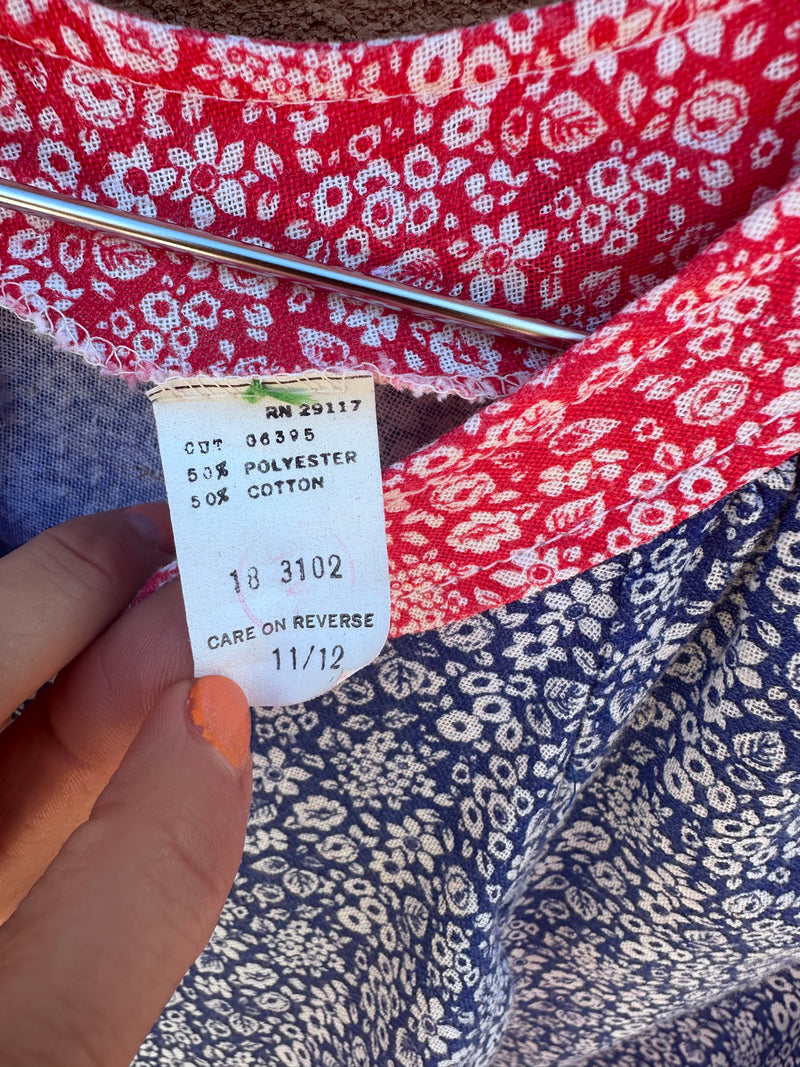 RN 29117
CUT 06395
50% POLYESTER
50% COTTON
18 3102
CARE ON REVERSE
11/12